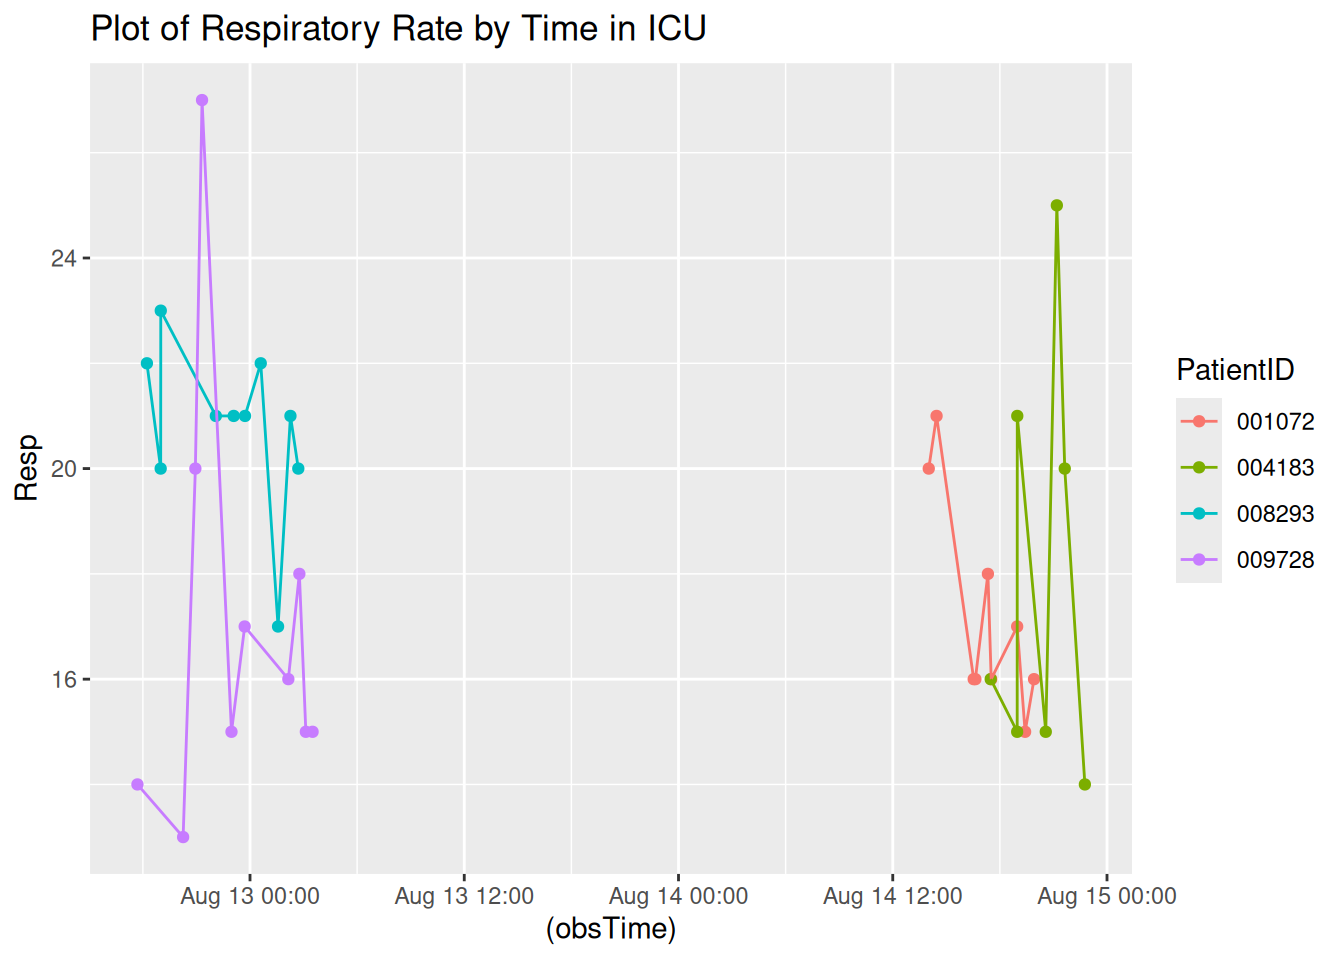 Plot of Respiratory Rate by Time in ICU
Resp
24
20
16
Aug 13 00:00
Aug 13 12:00
Aug 14 00:00
Aug 14 12:00
Aug 15 00:00
(obsTime)
PatientID
001072
004183
008293
009728